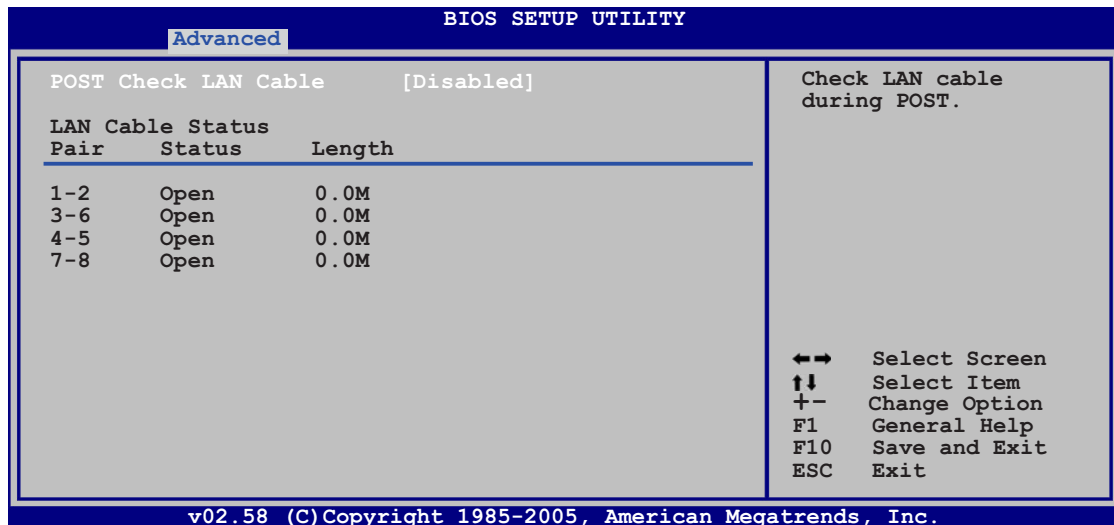 BIOS SETUP UTILITY
Advanced
POST Check LAN Cable [Disabled]
LAN Cable Status
Pair Status Length
1-2 Open 0.0M
3-6 Open 0.0M
4-5 Open 0.0M
7-8 Open 0.0M
Check LAN cable
during POST.
←→ Select Screen
↑↓ Select Item
+- Change Option
F1 General Help
F10 Save and Exit
ESC Exit
v02.58 (C)Copyright 1985-2005, American Megatrends, Inc.